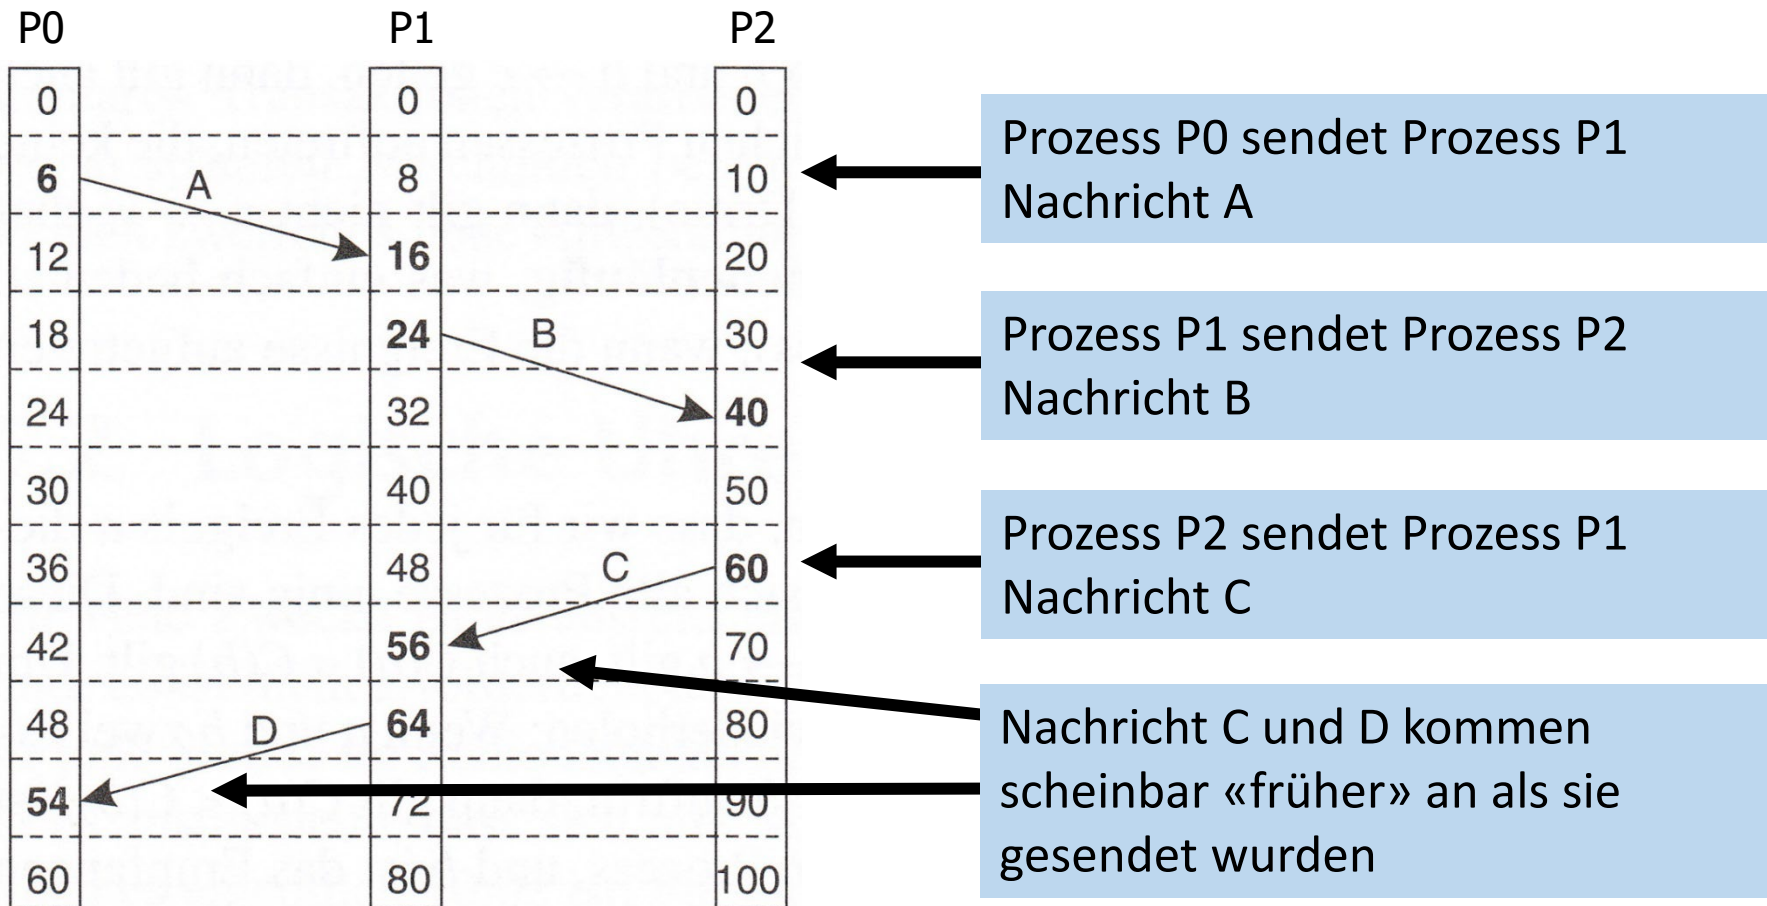 P0 P1 P2
0 0 0
6 A 8 10
12 16 20
18 24 B 30
24 32 40
30 40 50
36 48 C 60
42 56 70
48 D 64 80
54 72 90
60 80 100
Prozess P0 sendet Prozess P1
Nachricht A
Prozess P1 sendet Prozess P2
Nachricht B
Prozess P2 sendet Prozess P1
Nachricht C
Nachricht C und D kommen
scheinbar «früher» an als sie
gesendet wurden